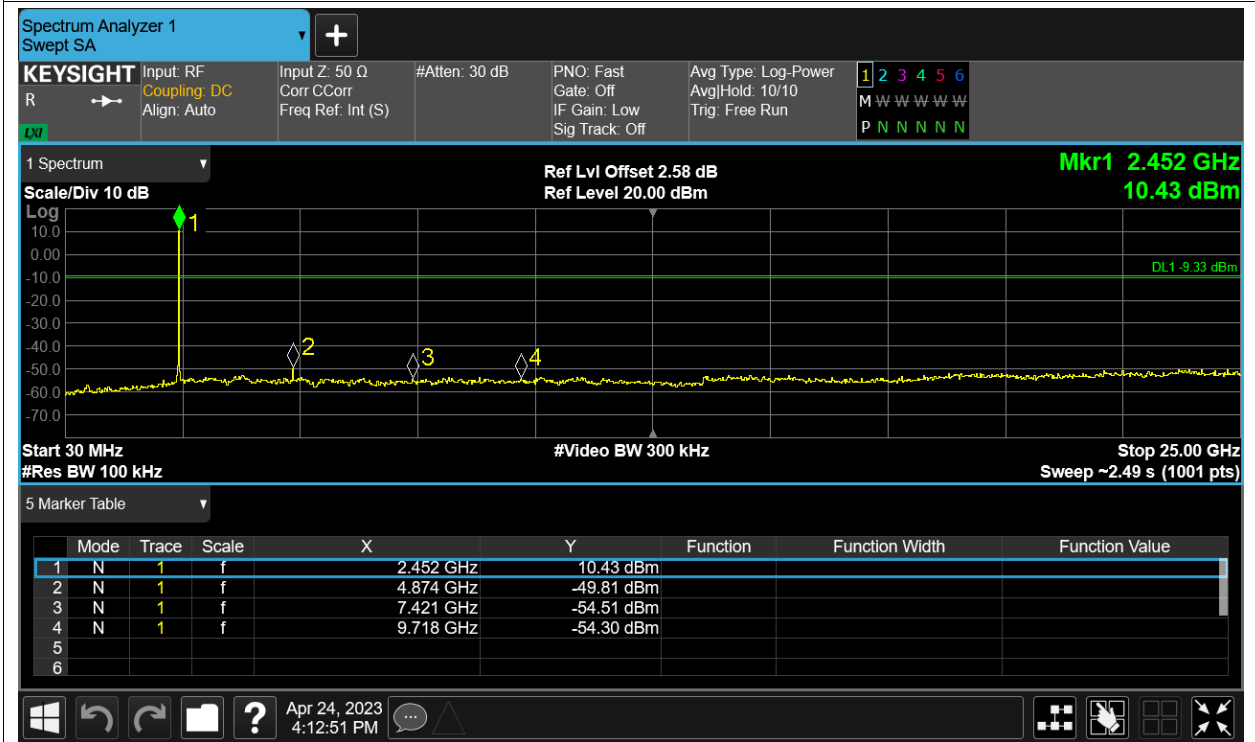 Spectrum Analyzer 1
Swept SA
+
KEYSIGHT Input: RF Input Z: 50 Ω #Atten: 30 dB PNO: Fast Avg Type: Log-Power 1 2 3 4 5 6
R Coupling: DC Corr CCorr Gate: Off Avg|Hold: 10/10 M W W W W W
Align: Auto Freq Ref: Int (S) IF Gain: Low Trig: Free Run
LXI Sig Track: Off P N N N N N
1 Spectrum Ref Lvl Offset 2.58 dB Mkr1 2.452 GHz
Scale/Div 10 dB Ref Level 20.00 dBm 10.43 dBm
Log
1
10.0
0.00
DL1 -9.33 dBm
-10.0
-20.0
-30.0
-40.0
2
3
4
-50.0
-60.0
-70.0
Start 30 MHz #Video BW 300 kHz Stop 25.00 GHz
#Res BW 100 kHz Sweep ~2.49 s (1001 pts)
5 Marker Table
Mode Trace Scale X Y Function Function Width Function Value
1 N 1 f 2.452 GHz 10.43 dBm
2 N 1 f 4.874 GHz -49.81 dBm
3 N 1 f 7.421 GHz -54.51 dBm
4 N 1 f 9.718 GHz -54.30 dBm
5
6
? Apr 24, 2023
4:12:51 PM